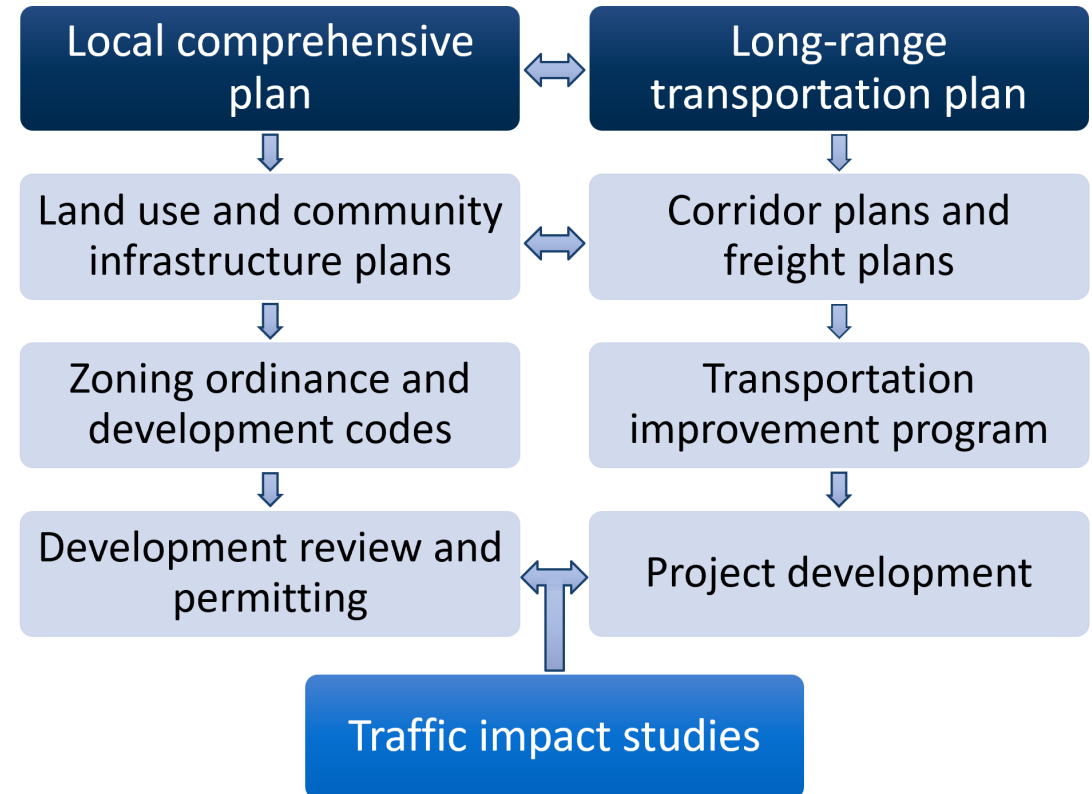 Local comprehensive
plan
Long-range
transportation plan
Land use and community
infrastructure plans
Corridor plans and
freight plans
Zoning ordinance and
development codes
Transportation
improvement program
Development review and
permitting
Project development
Traffic impact studies